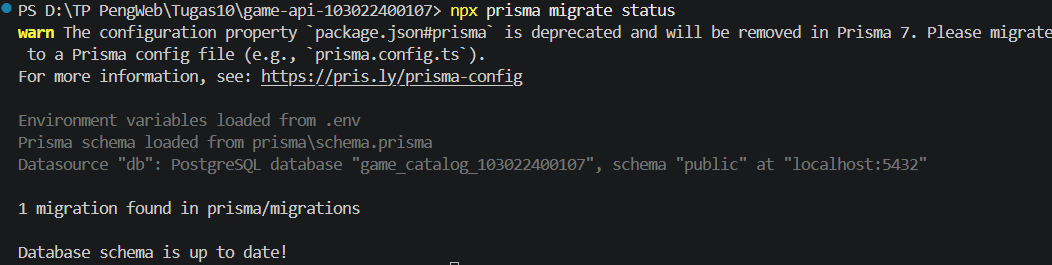 PS D:\TP PengWeb\Tugas10\game-api-103022400107> npx prisma migrate status
warn The configuration property `package.json#prisma` is deprecated and will be removed in Prisma 7. Please migrate
to a Prisma config file (e.g., `prisma.config.ts`).
For more information, see: https://pris.ly/prisma-config
Environment variables loaded from .env
Prisma schema loaded from prisma\schema.prisma
Datasource "db": PostgreSQL database "game_catalog_103022400107", schema "public" at "localhost:5432"
1 migration found in prisma/migrations
Database schema is up to date!